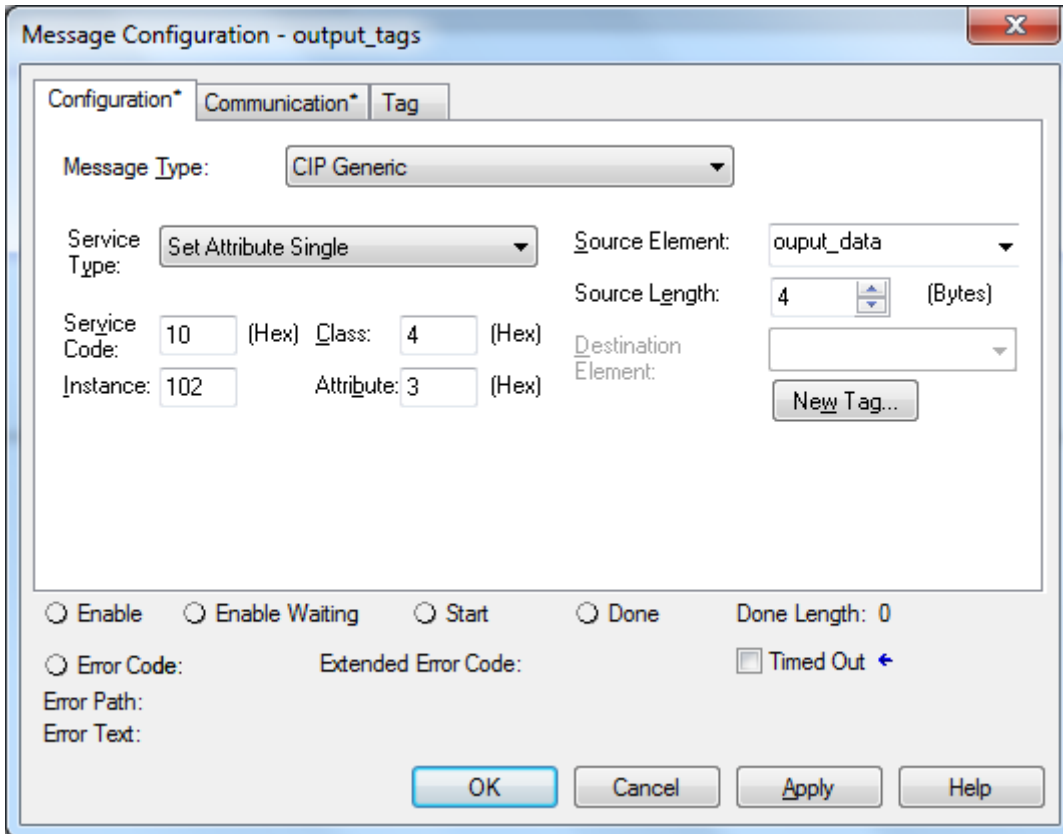 Message Configuration - output_tags
X
Configuration* Communication* Tag
Message Type: CIP Generic
Service Type: Set Attribute Single Source Element: ouput_data
Source Length: 4 (Bytes)
Service Code: 10 (Hex) Class: 4 (Hex) Destination Element:
Instance: 102 Attribute: 3 (Hex)
New Tag...
Enable Enable Waiting Start Done Done Length: 0
Error Code: Extended Error Code: Timed Out
Error Path:
Error Text:
OK Cancel Apply Help